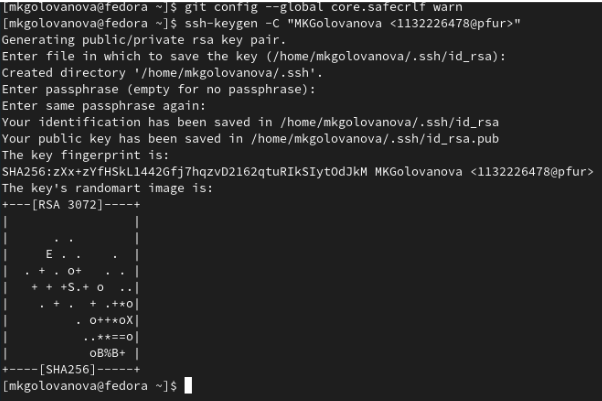 [mkgolovanova@fedora ~]$ git config --global core.safecrlf warn
[mkgolovanova@fedora ~]$ ssh-keygen -C "MKGolovanova <1132226478@pfur>"
Generating public/private rsa key pair.
Enter file in which to save the key (/home/mkgolovanova/.ssh/id_rsa):
Created directory '/home/mkgolovanova/.ssh'.
Enter passphrase (empty for no passphrase):
Enter same passphrase again:
Your identification has been saved in /home/mkgolovanova/.ssh/id_rsa
Your public key has been saved in /home/mkgolovanova/.ssh/id_rsa.pub
The key fingerprint is:
SHA256:zXx+zYfHSkL1442Gfj7hqzvD2162qtuRIkSIytOdJkM MKGolovanova <1132226478@pfur>
The key's randomart image is:
+---[RSA 3072]----+
|                 |
|      . .        |
|     E . .    .  |
|  . + . o+   . . |
|   + + +S.+ o  ..|
|    . + .  + .+*o|
|         . o++*oX|
|          ..**==o|
|           oB%B+ |
+----[SHA256]-----+
[mkgolovanova@fedora ~]$